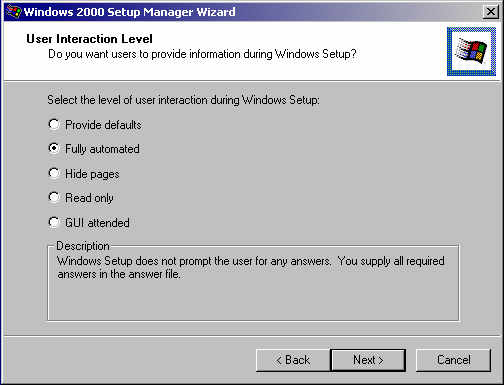 Windows 2000 Setup Manager Wizard
User Interaction Level
Do you want users to provide information during Windows Setup?
Select the level of user interaction during Windows Setup:
Provide defaults
Fully automated
Hide pages
Read only
GUI attended
Description
Windows Setup does not prompt the user for any answers.  You supply all required
answers in the answer file.
< Back
Next >
Cancel